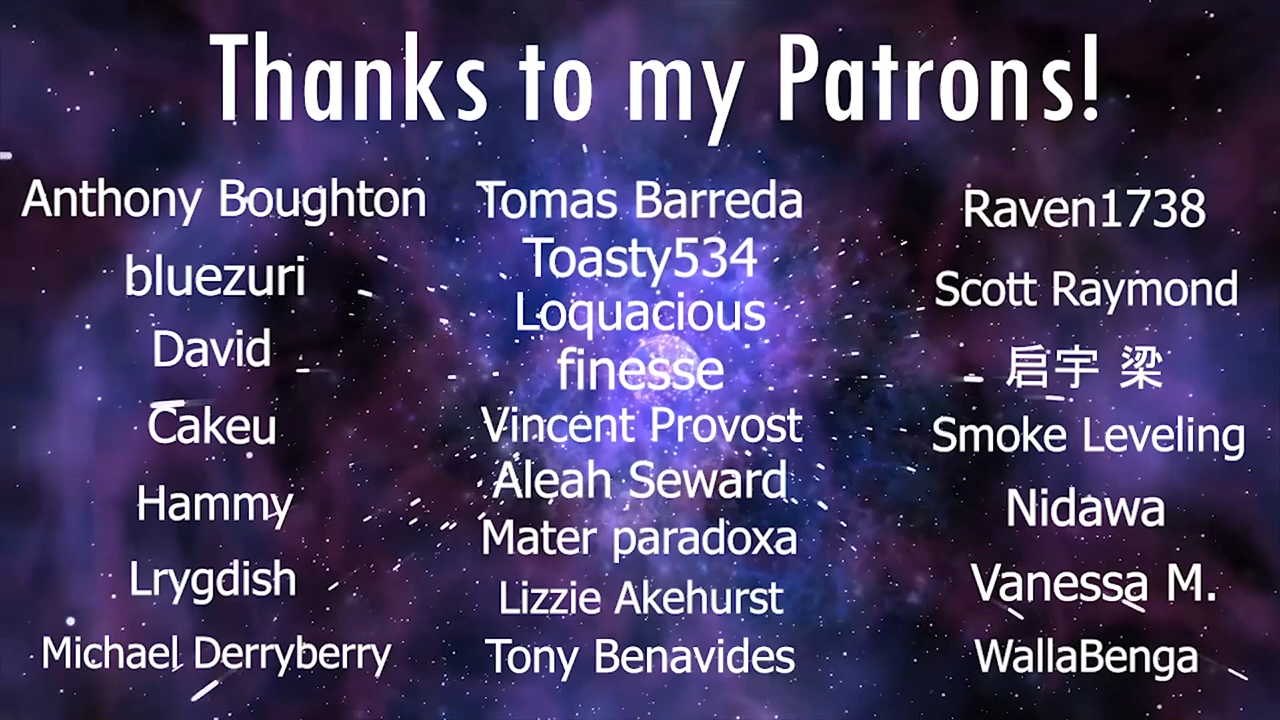 Thanks to my Patrons!
Anthony Boughton
bluezuri
David
Cakeu
Hammy
Lrygdish
Michael Derryberry
Tomas Barreda
Toasty534
Loquacious
finesse
Vincent Provost
Aleah Seward
Mater paradoxa
Lizzie Akehurst
Tony Benavides
Raven1738
Scott Raymond
启宇 梁
Smoke Leveling
Nidawa
Vanessa M.
WallaBenga